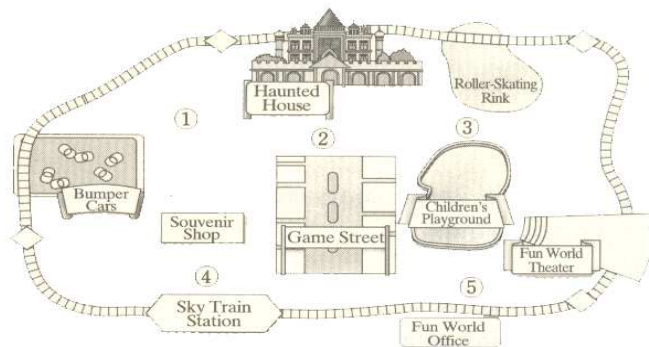 Haunted
House
Roller-Skating
Rink
①
②
③
Bumper
Cars
Souvenir
Shop
Game Street
Children's
Playground
Fun World
Theater
④
⑤
Sky Train
Station
Fun World
Office